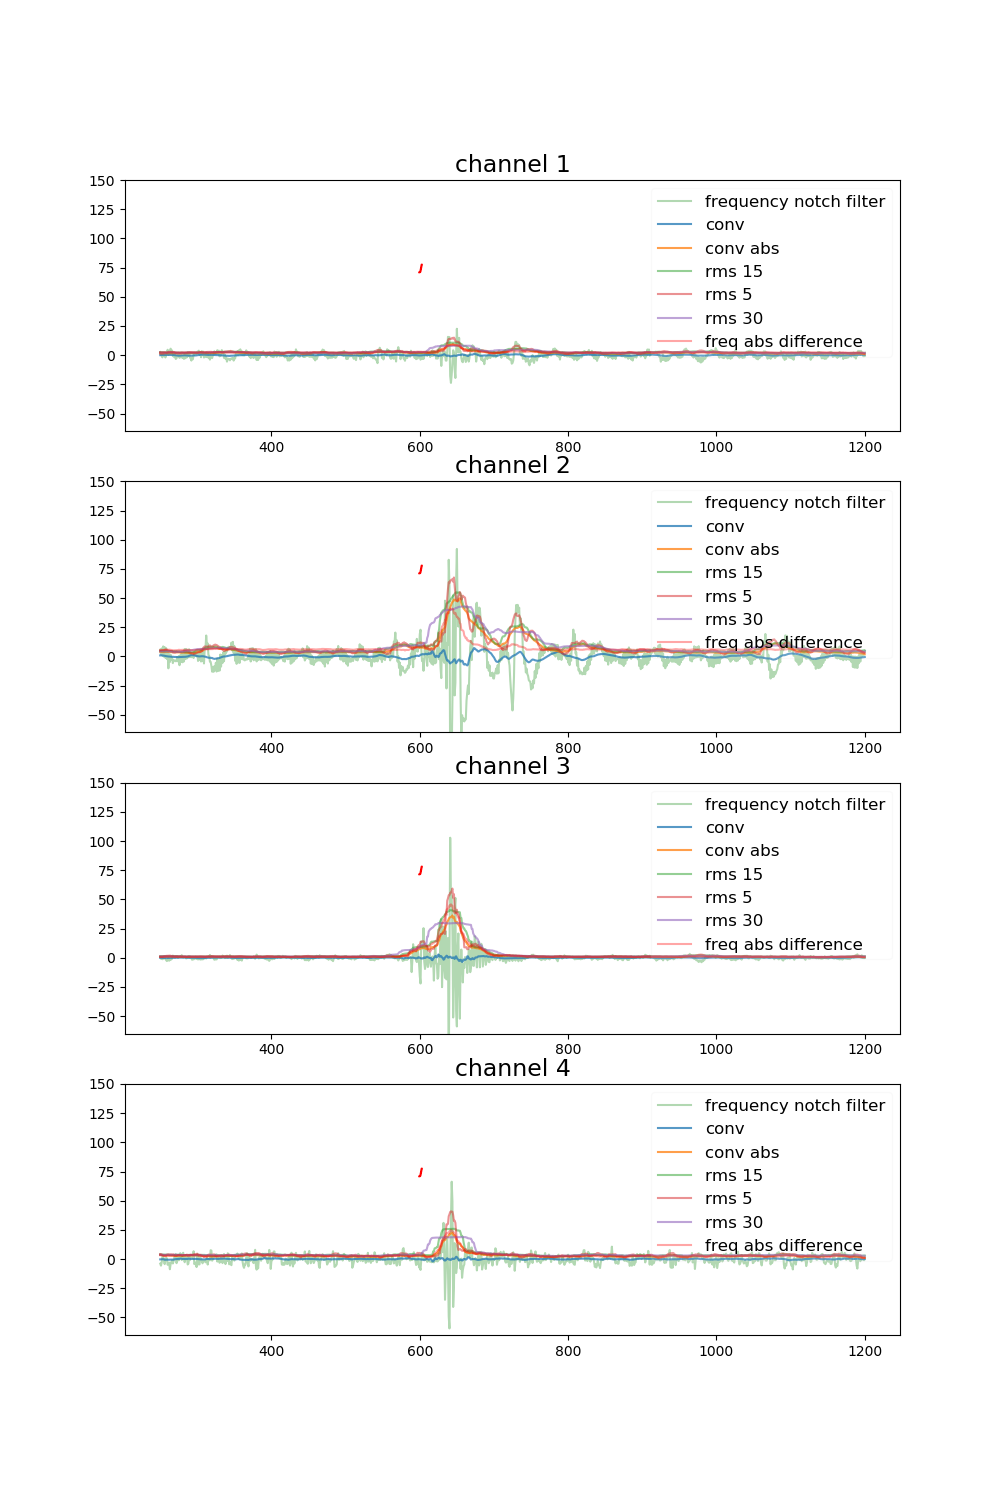 channel 1
150
125
100
75
50
25
0
−25
−50
frequency notch filter
conv
conv abs
rms 15
rms 5
rms 30
freq abs difference
400 600 800 1000 1200
channel 2
150
125
100
75
50
25
0
−25
−50
frequency notch filter
conv
conv abs
rms 15
rms 5
rms 30
freq abs difference
400 600 800 1000 1200
channel 3
150
125
100
75
50
25
0
−25
−50
frequency notch filter
conv
conv abs
rms 15
rms 5
rms 30
freq abs difference
400 600 800 1000 1200
channel 4
150
125
100
75
50
25
0
−25
−50
frequency notch filter
conv
conv abs
rms 15
rms 5
rms 30
freq abs difference
400 600 800 1000 1200